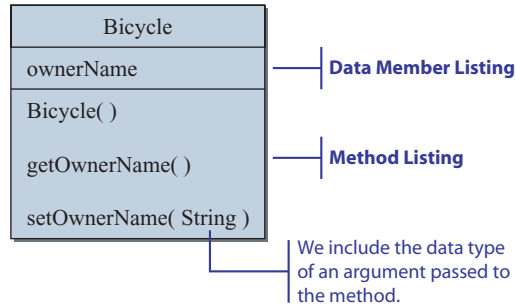 Bicycle
ownerName
Data Member Listing
Bicycle( )
getOwnerName( )
Method Listing
setOwnerName( String )
We include the data type
of an argument passed to
the method.